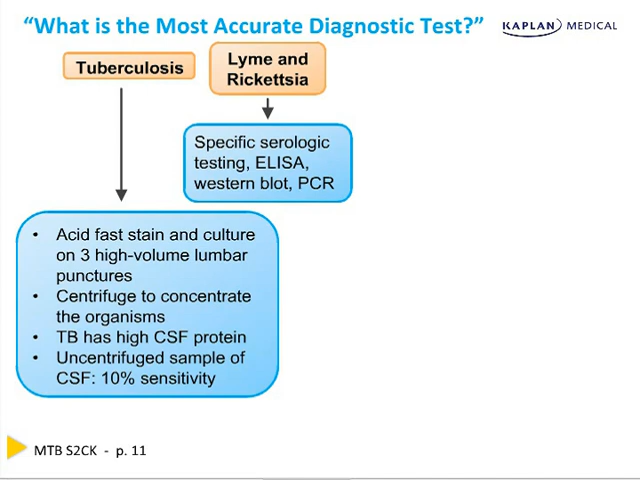 “What is the Most Accurate Diagnostic Test?”
KAPLAN MEDICAL
Tuberculosis
Lyme and
Rickettsia
Specific serologic
testing, ELISA,
western blot, PCR
• Acid fast stain and culture
on 3 high-volume lumbar
punctures
• Centrifuge to concentrate
the organisms
• TB has high CSF protein
• Uncentrifuged sample of
CSF: 10% sensitivity
MTB S2CK - p. 11